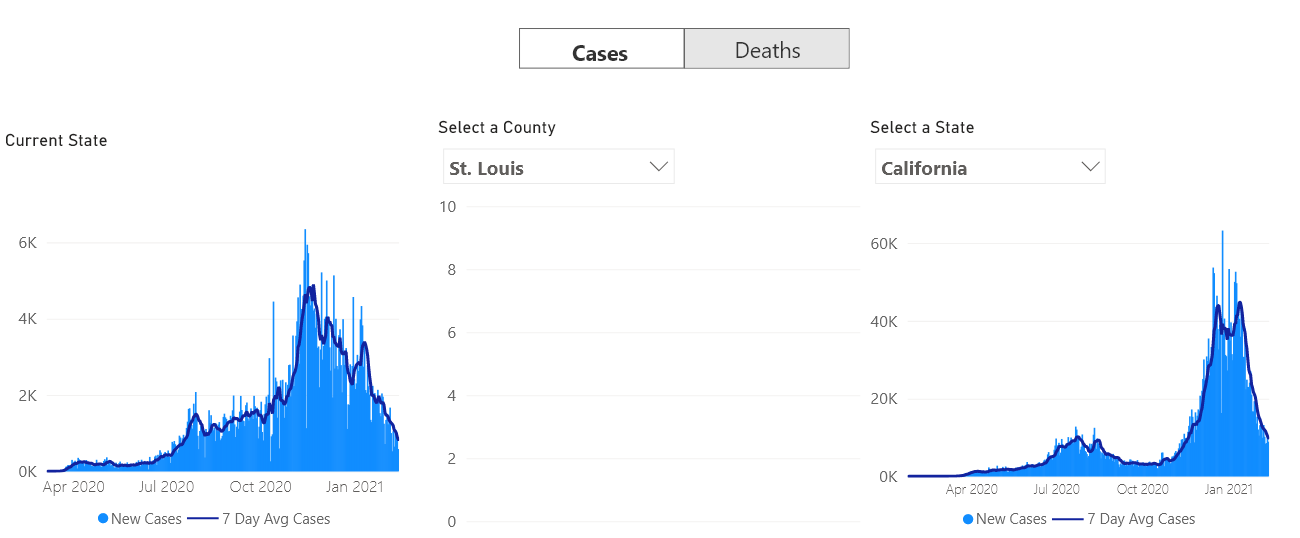 Cases
Deaths
Current State
Select a County
Select a State
St. Louis
California
6K
4K
2K
0K
Apr 2020
Jul 2020
Oct 2020
Jan 2021
New Cases
7 Day Avg Cases
10
8
6
4
2
0
60K
40K
20K
0K
Apr 2020
Jul 2020
Oct 2020
Jan 2021
New Cases
7 Day Avg Cases